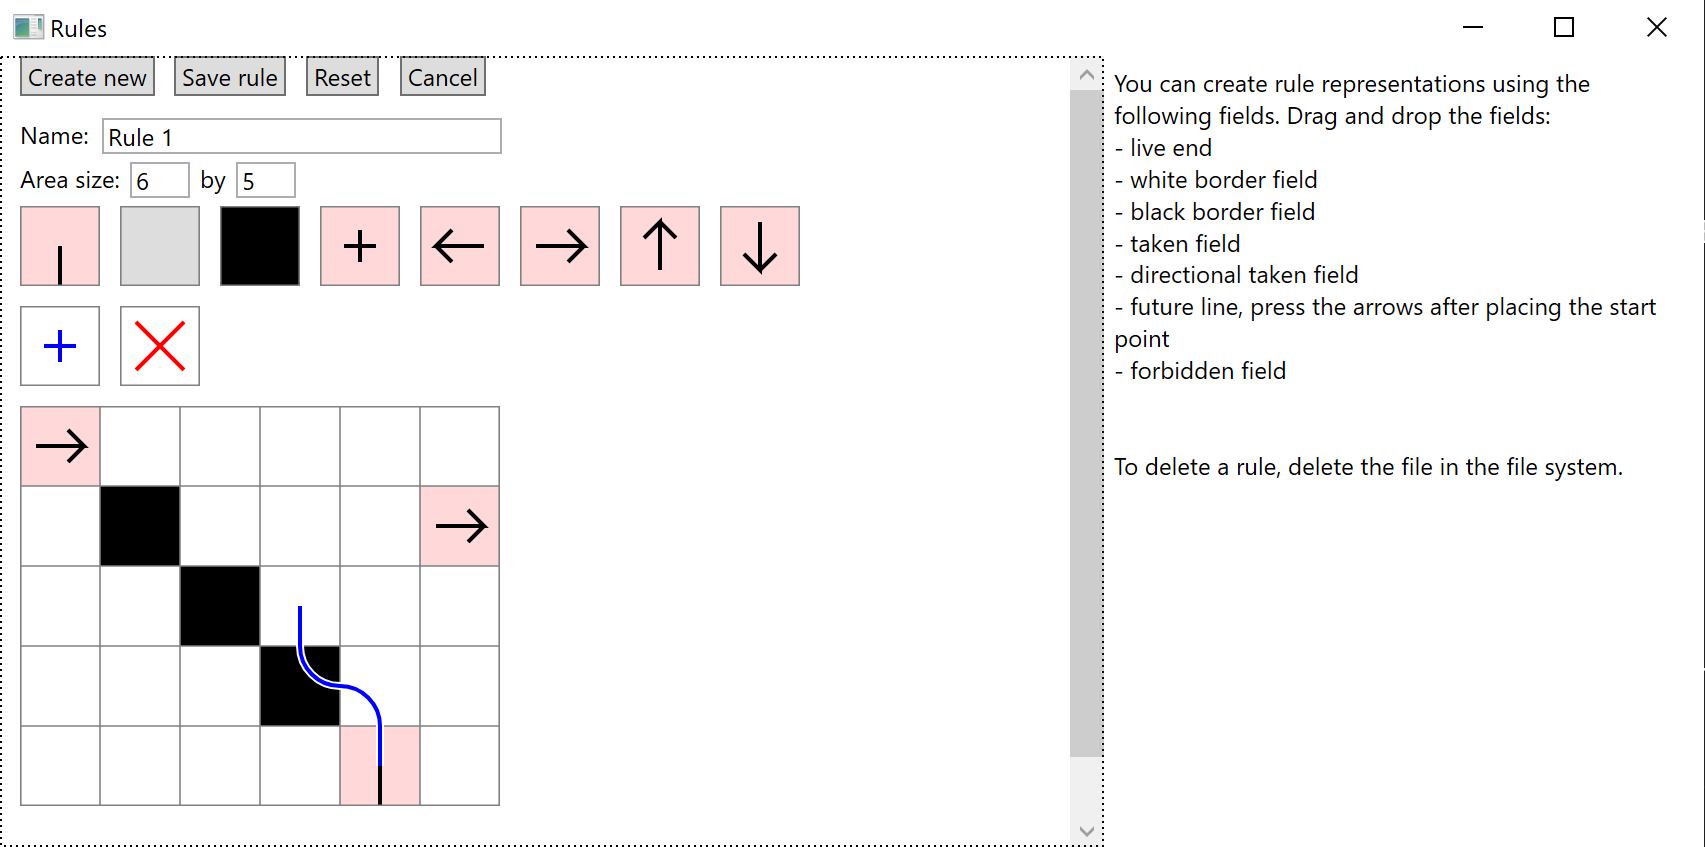 Rules
Create new Save rule Reset Cancel
Name: Rule 1
Area size: 6 by 5
You can create rule representations using the
following fields. Drag and drop the fields:
- live end
- white border field
- black border field
- taken field
- directional taken field
- future line, press the arrows after placing the start
point
- forbidden field
To delete a rule, delete the file in the file system.